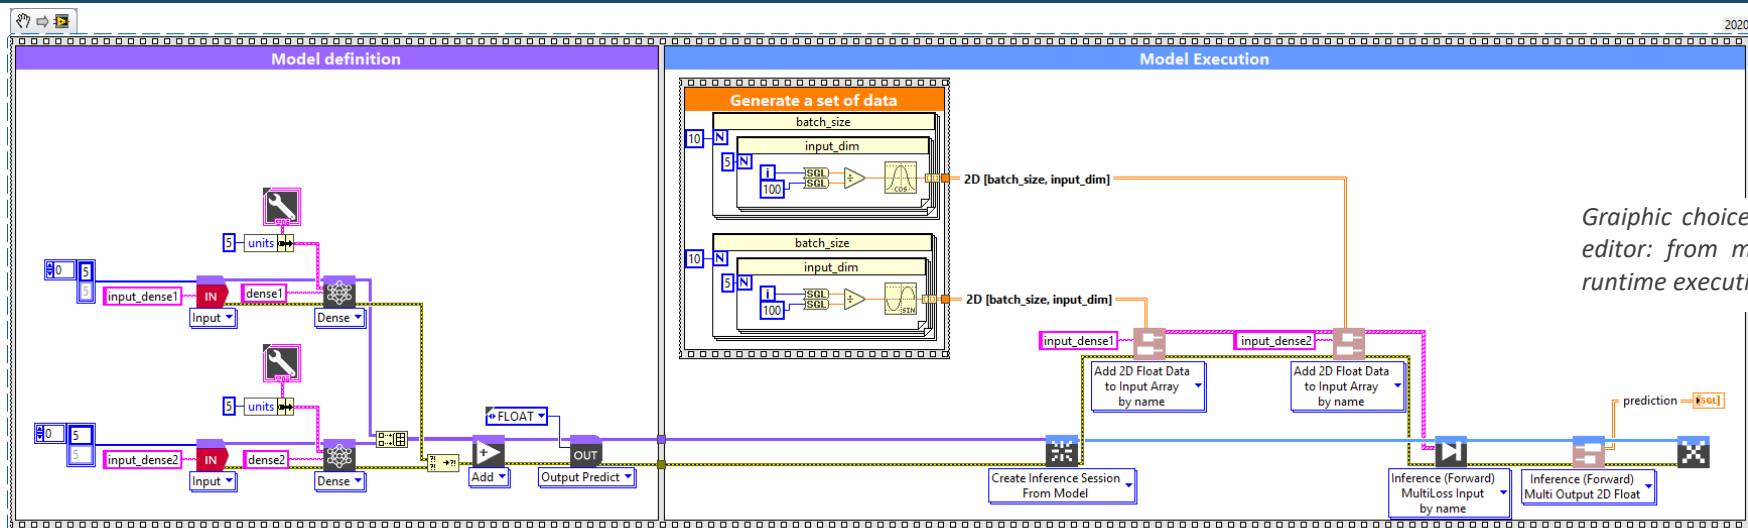 2020
Model definition
Model Execution
Generate a set of data
batch_size
10
N
input_dim
5
N
i
SGL
100
SGL
COS
2D [batch_size, input_dim]
batch_size
10
N
input_dim
5
N
i
SGL
100
SGL
SIN
2D [batch_size, input_dim]
Graiphic choice
editor: from m
runtime executi
5
units
0
5
5
input_dense1
IN
dense1
Input
Dense
5
units
0
5
5
input_dense2
IN
dense2
Input
Dense
FLOAT
Add
OUT
Output Predict
input_dense1
input_dense2
Add 2D Float Data
to Input Array
by name
Add 2D Float Data
to Input Array
by name
prediction
SGL
Create Inference Session
From Model
Inference (Forward)
MultiLoss Input
by name
Inference (Forward)
Multi Output 2D Float